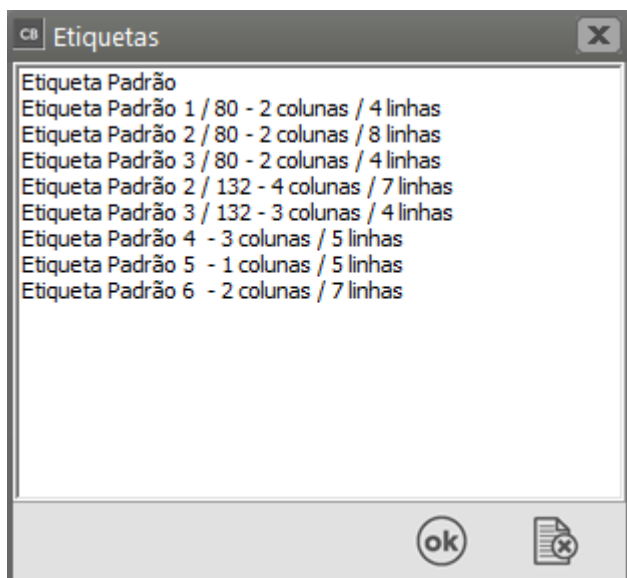 CB Etiquetas
Etiqueta Padrão
Etiqueta Padrão 1 / 80 - 2 colunas / 4 linhas
Etiqueta Padrão 2 / 80 - 2 colunas / 8 linhas
Etiqueta Padrão 3 / 80 - 2 colunas / 4 linhas
Etiqueta Padrão 2 / 132 - 4 colunas / 7 linhas
Etiqueta Padrão 3 / 132 - 3 colunas / 4 linhas
Etiqueta Padrão 4  - 3 colunas / 5 linhas
Etiqueta Padrão 5  - 1 colunas / 5 linhas
Etiqueta Padrão 6  - 2 colunas / 7 linhas
ok